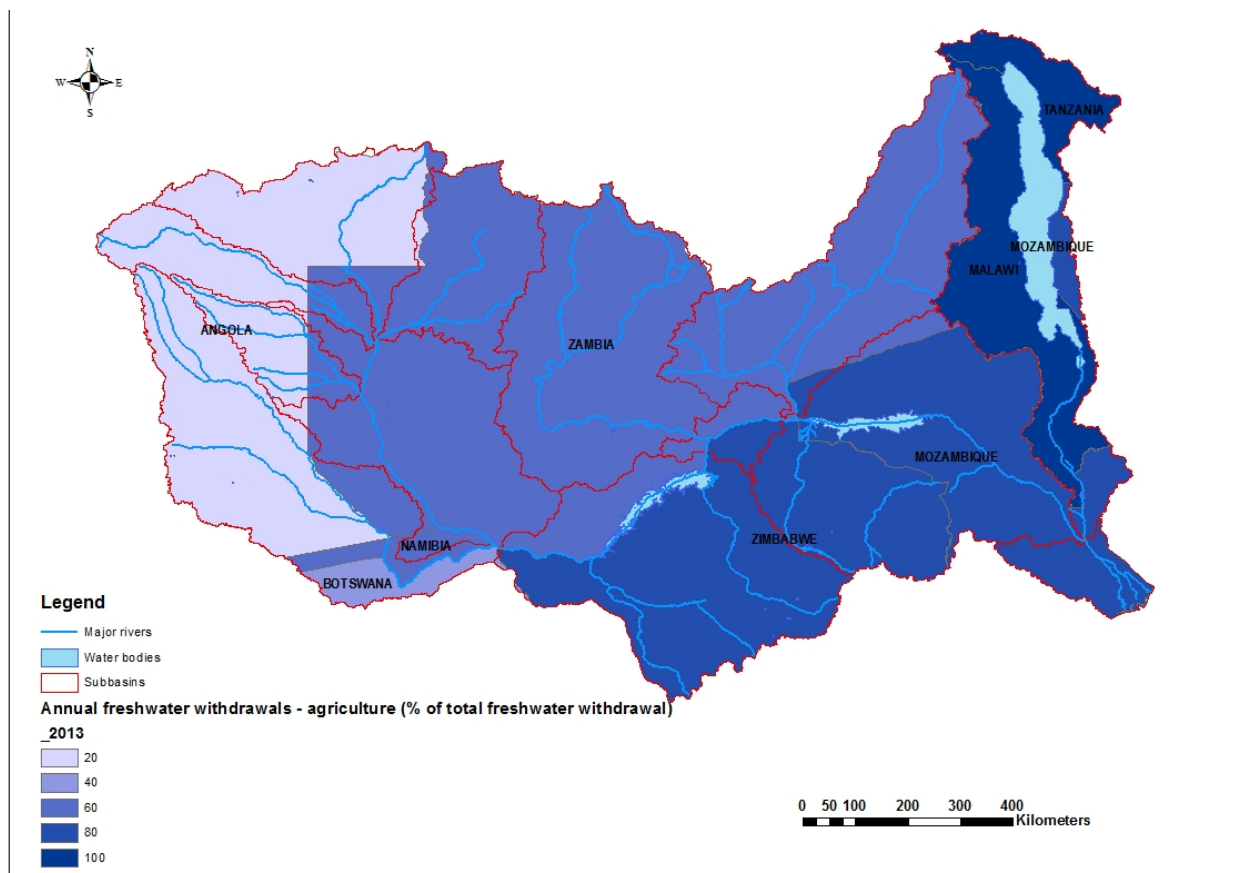 N
W E
S
TANZANIA
MOZAMBIQUE
MALAWI
ANGOLA
ZAMBIA
MOZAMBIQUE
ZIMBABWE
NAMIBIA
BOTSWANA
Legend
Major rivers
Water bodies
Subbasins
Annual freshwater withdrawals - agriculture (% of total freshwater withdrawal)
_2013
20
40
60
80
100
0 50 100 200 300 400
Kilometers